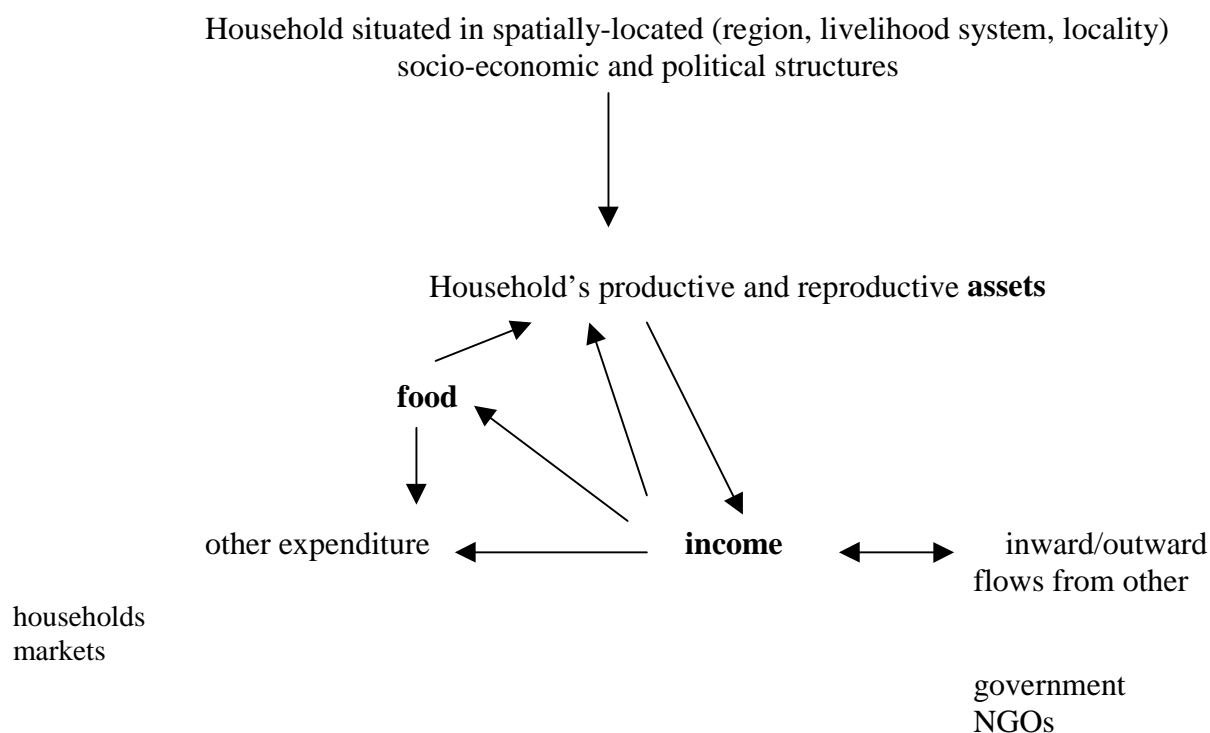 Household situated in spatially-located (region, livelihood system, locality)
socio-economic and political structures
Household’s productive and reproductive assets
food
other expenditure
income
inward/outward
flows from other
households
markets
government
NGOs